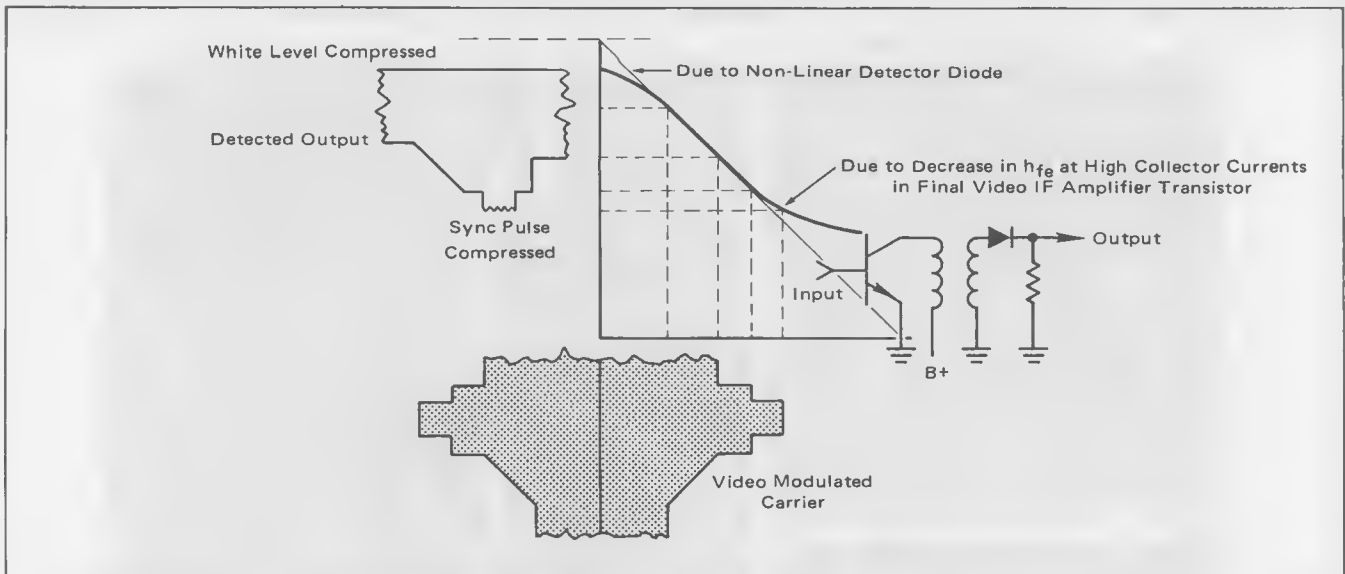 White Level Compressed
Due to Non-Linear Detector Diode
Detected Output
Due to Decrease in hfe at High Collector Currents
in Final Video IF Amplifier Transistor
Sync Pulse
Compressed
Output
Input
B+
Video Modulated
Carrier